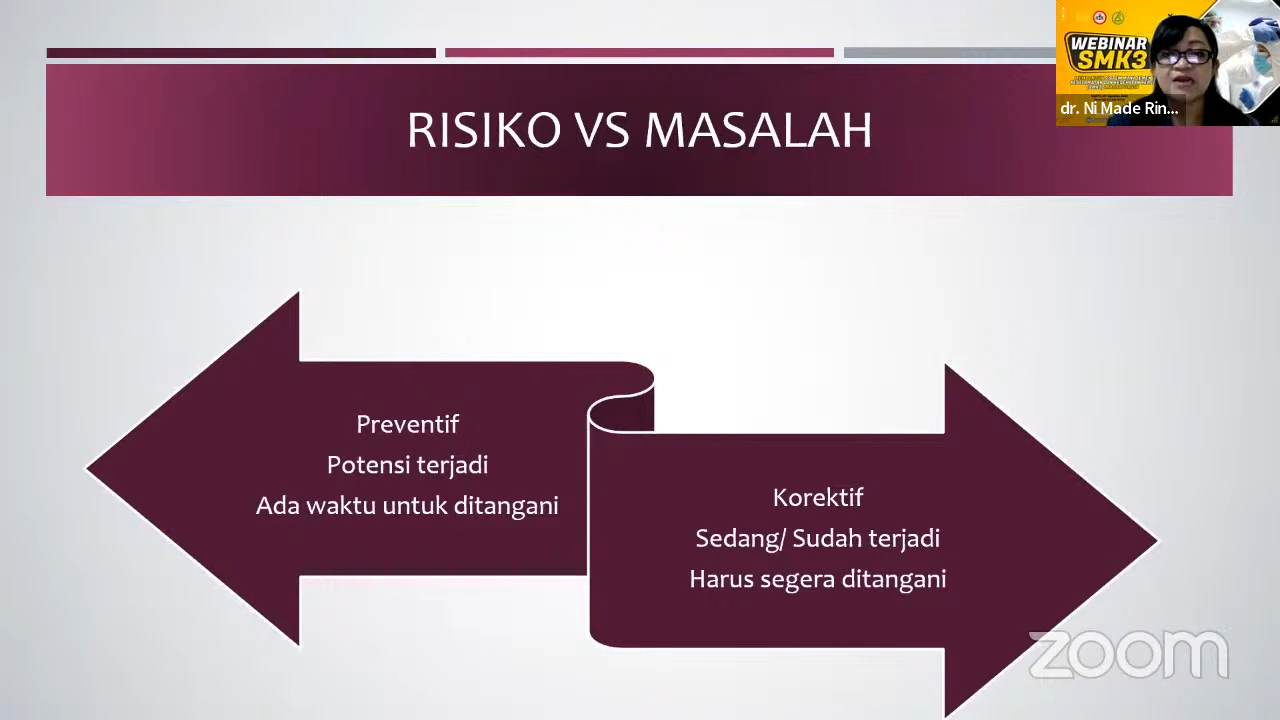 RISIKO VS MASALAH
WEBINAR
SMK3
dr. Ni Made Rin...
Preventif
Potensi terjadi
Ada waktu untuk ditangani
Korektif
Sedang/ Sudah terjadi
Harus segera ditangani
zoom